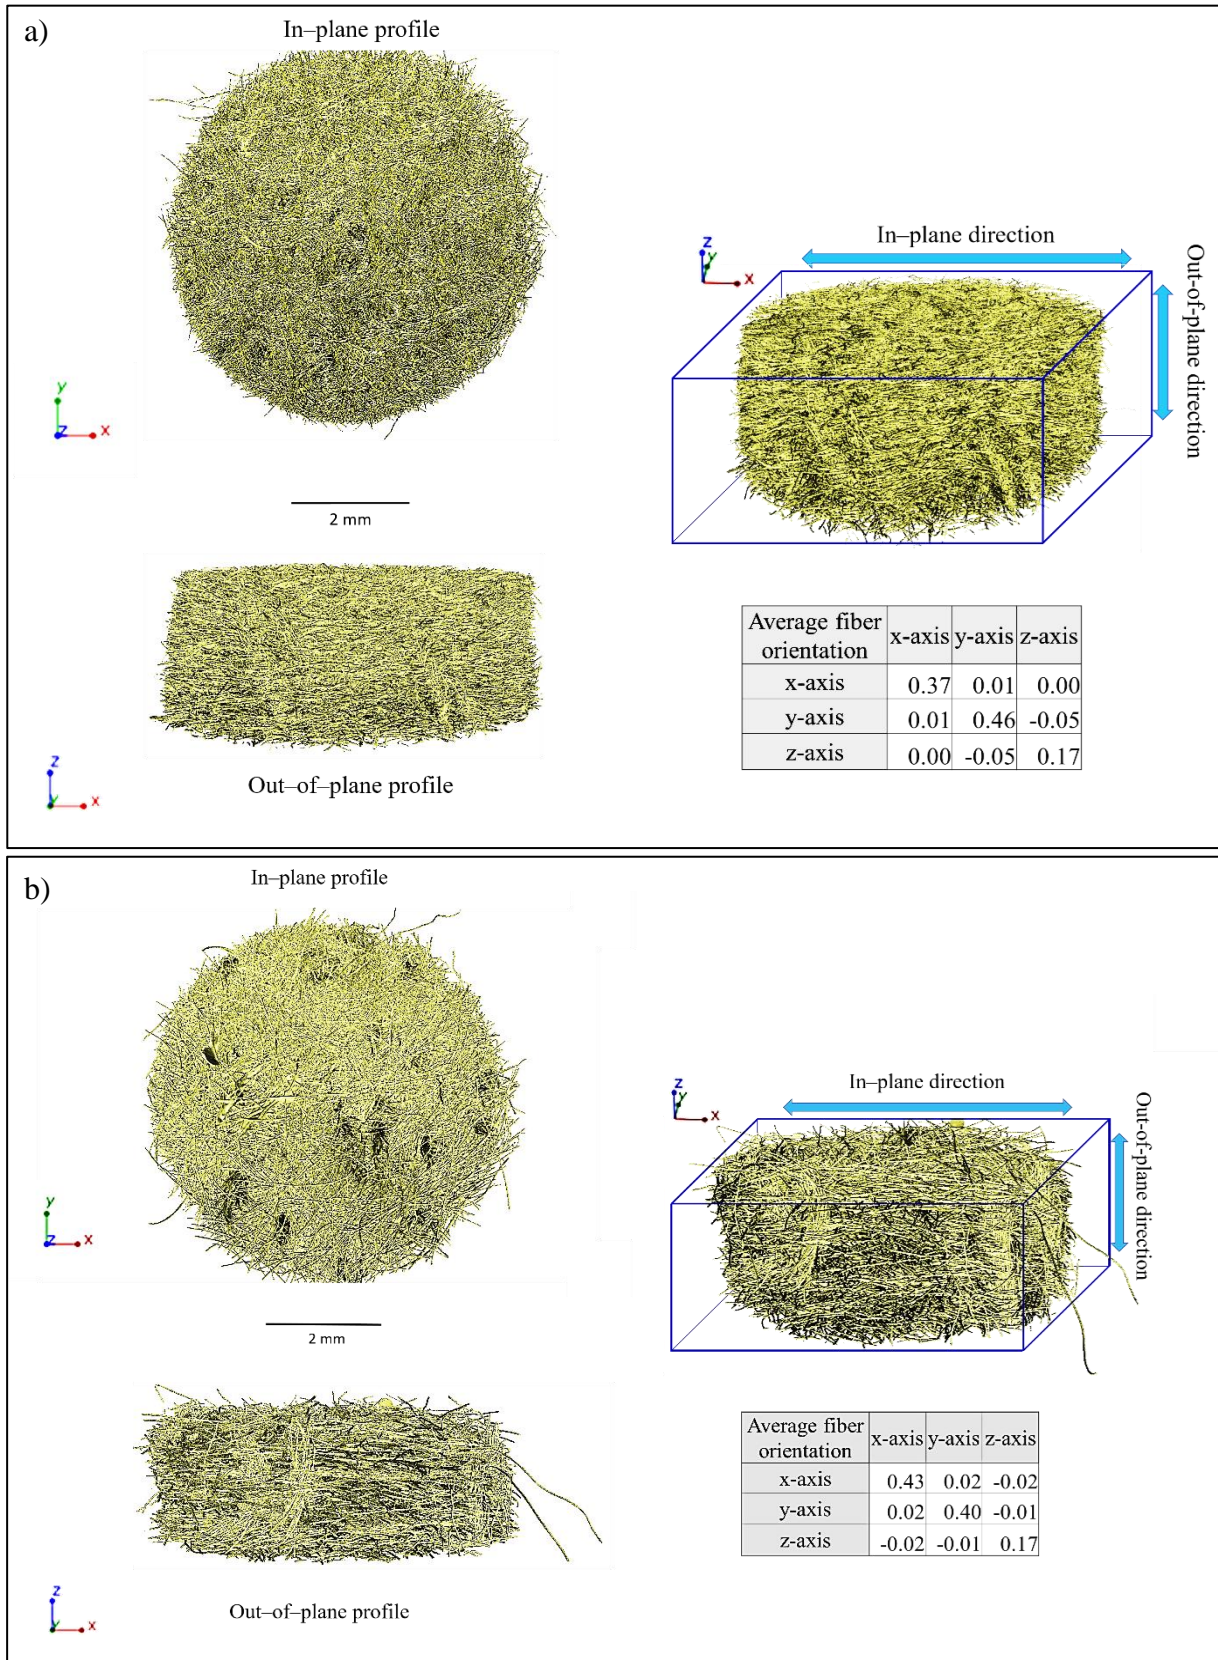 a)
In–plane profile
y
z
x
2 mm
z
y
x
Out–of–plane profile
z
y
x
In–plane direction
Out-of-plane direction
Average fiber orientation x-axis y-axis z-axis
x-axis 0.37 0.01 0.00
y-axis 0.01 0.46 -0.05
z-axis 0.00 -0.05 0.17
b)
In–plane profile
y
z
x
2 mm
z
y
x
Out–of–plane profile
z
y
x
In–plane direction
Out-of-plane direction
Average fiber orientation x-axis y-axis z-axis
x-axis 0.43 0.02 -0.02
y-axis 0.02 0.40 -0.01
z-axis -0.02 -0.01 0.17